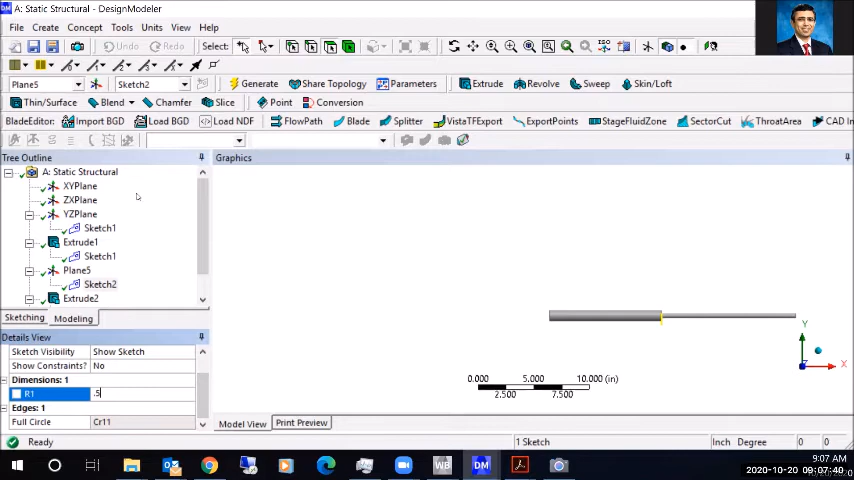 A: Static Structural - DesignModeler
File Create Concept Tools Units View Help
Undo Redo Select:
Plane5 Sketch2 Generate Share Topology Parameters Extrude Revolve Sweep Skin/Loft
Thin/Surface Blend Chamfer Slice Point Conversion
BladeEditor: Import BGD Load BGD Load NDF FlowPath Blade Splitter VistaTFExport ExportPoints StageFluidZone SectorCut ThroatArea CAD In
Tree Outline
Graphics
A: Static Structural
XYPlane
ZXPlane
YZPlane
Sketch1
Extrude1
Sketch1
Plane5
Sketch2
Extrude2
Sketching Modeling
Details View
Sketch Visibility Show Sketch
Show Constraints? No
Dimensions: 1
R1 .5
Edges: 1
Full Circle Cr11
0.000 5.000 10.000 (in)
2.500 7.500
Y
Z
X
Model View Print Preview
Ready
1 Sketch
Inch 0 0
WB
DM
9:07 AM
2020-10-20 09:07:40